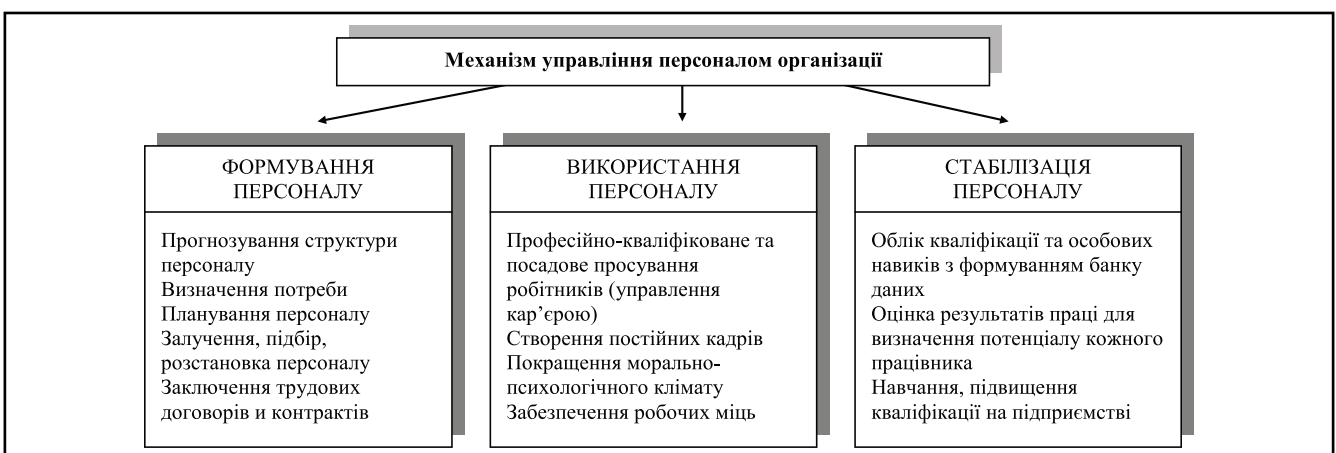 Механізм управління персоналом організації
ФОРМУВАННЯ
ПЕРСОНАЛУ
Прогнозування структури
персоналу
Визначення потреби
Планування персоналу
Залучення, підбір,
розстановка персоналу
Заключення трудових
договорів и контрактів
ВИКОРИСТАННЯ
ПЕРСОНАЛУ
Професійно-кваліфіковане та
посадове просування
робітників (управління
кар’єрою)
Створення постійних кадрів
Покращення морально-
психологічного клімату
Забезпечення робочих міць
СТАБІЛІЗАЦІЯ
ПЕРСОНАЛУ
Облік кваліфікації та особових
навиків з формуванням банку
даних
Оцінка результатів праці для
визначення потенціалу кожного
працівника
Навчання, підвищення
кваліфікації на підприємстві